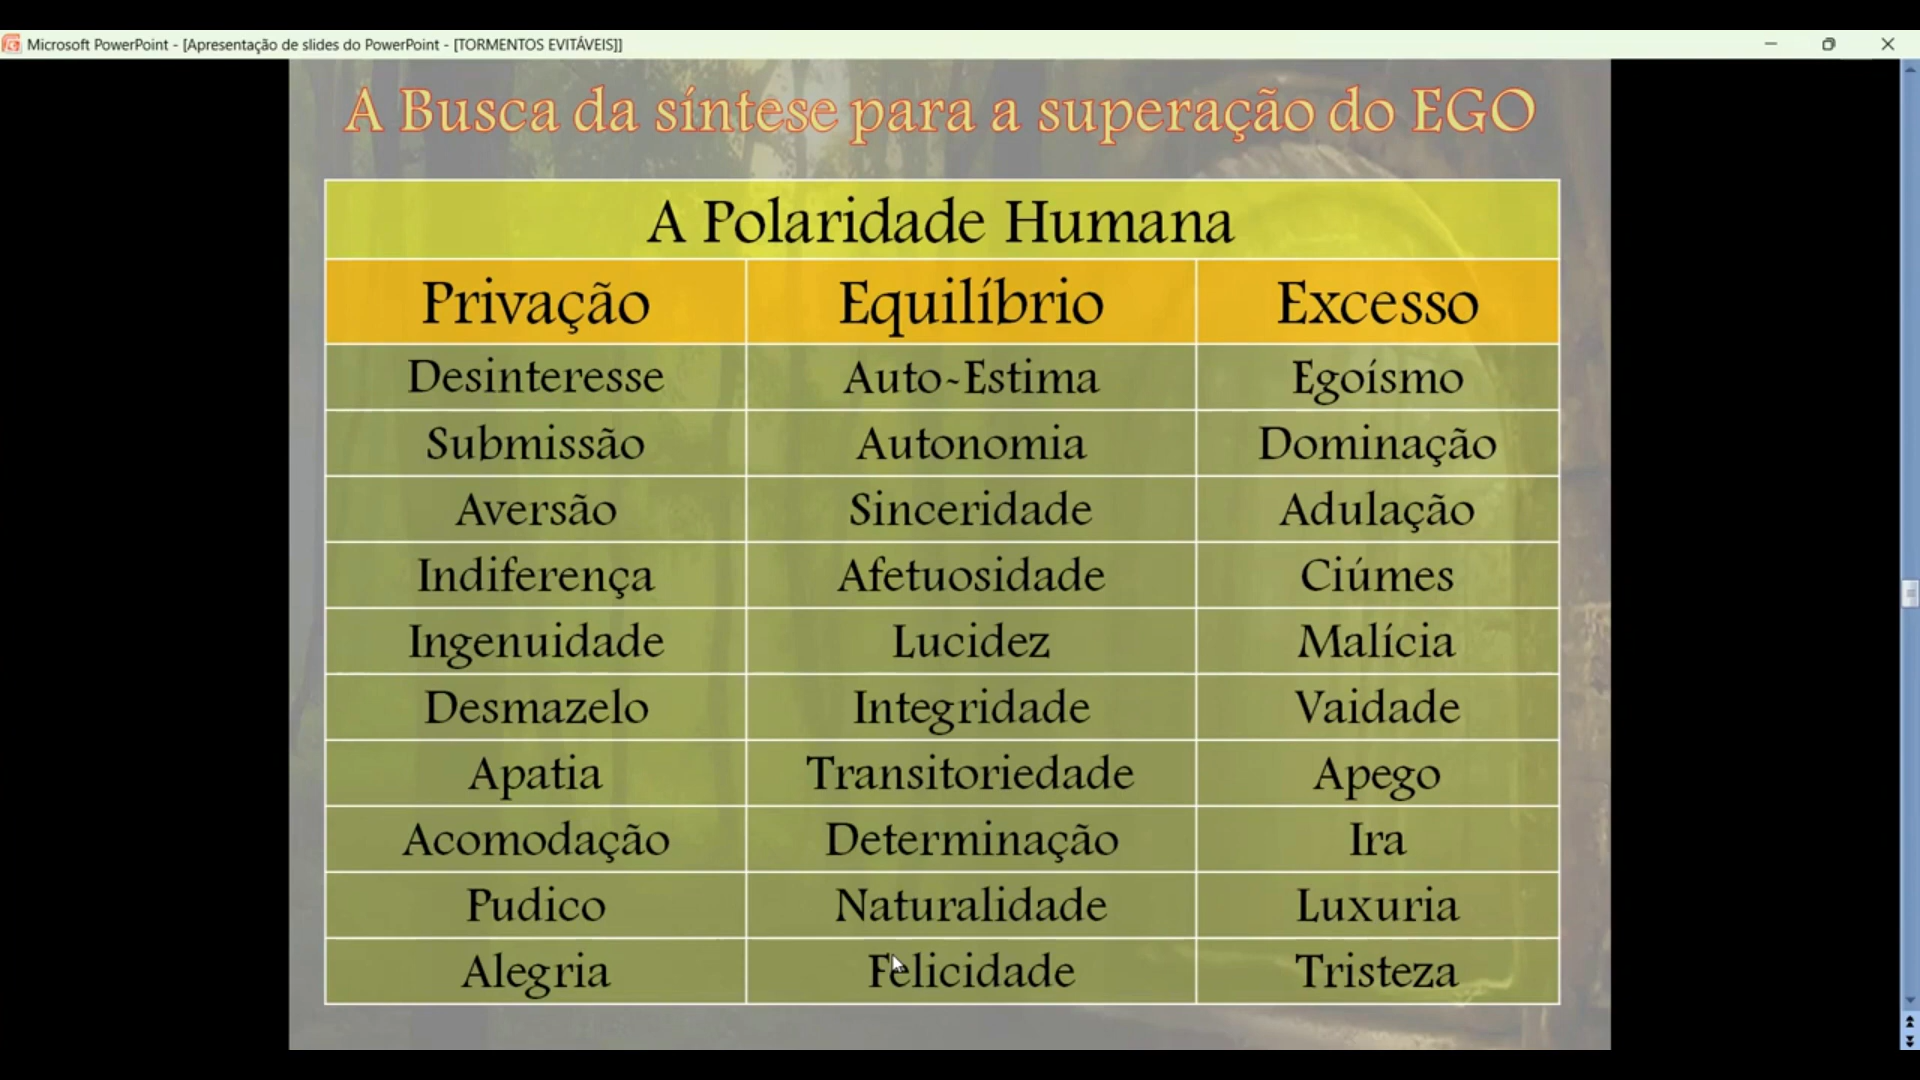 Microsoft PowerPoint - [Apresentação de slides do PowerPoint - [TORMENTOS EVITÁVEIS]]
A Busca da síntese para a superação do EGO
A Polaridade Humana
Privação Equilíbrio Excesso
Desinteresse Auto-Estima Egoísmo
Submissão Autonomia Dominação
Aversão Sinceridade Adulação
Indiferença Afetuosidade Ciúmes
Ingenuidade Lucidez Malícia
Desmazelo Integridade Vaidade
Apatia Transitoriedade Apego
Acomodação Determinação Ira
Pudico Naturalidade Luxuria
Alegria Felicidade Tristeza